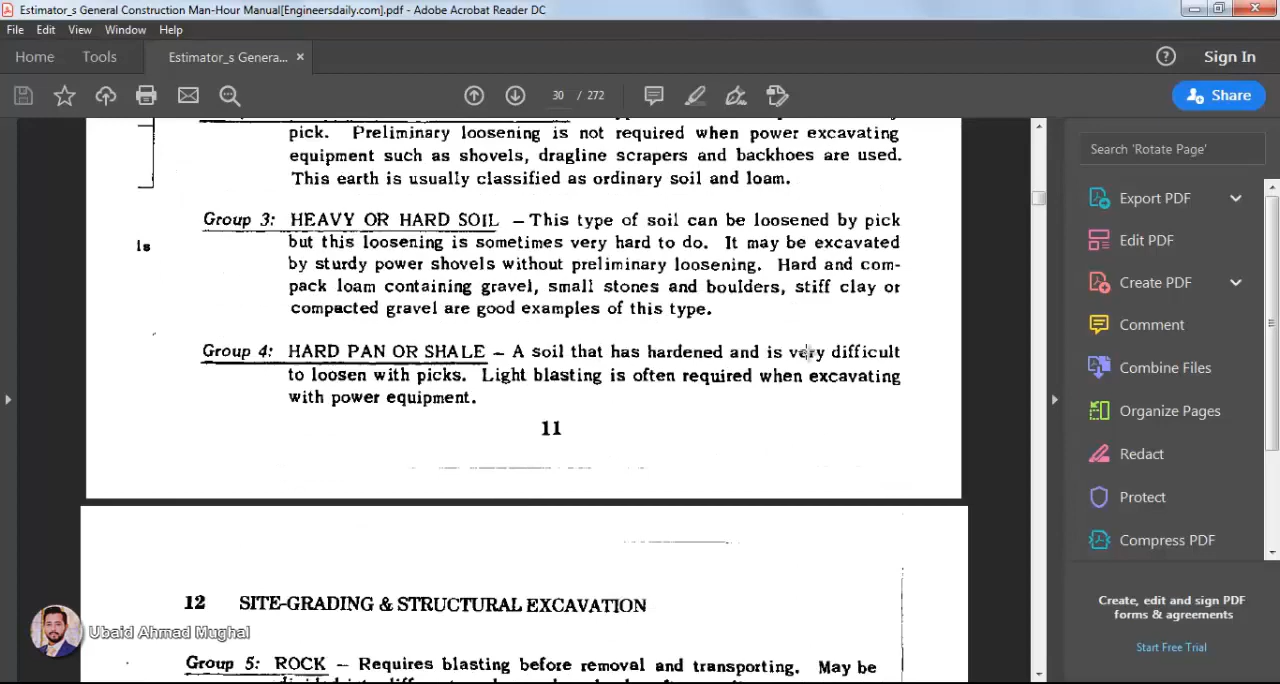 Estimator_s General Construction Man-Hour Manual[Engineersdaily.com].pdf - Adobe Acrobat Reader DC
File Edit View Window Help
Home Tools Estimator_s Genera... × Sign In
30 / 272 Share
pick. Preliminary loosening is not required when power excavating
equipment such as shovels, dragline scrapers and backhoes are used.
This earth is usually classified as ordinary soil and loam.
Group 3: HEAVY OR HARD SOIL – This type of soil can be loosened by pick
but this loosening is sometimes very hard to do. It may be excavated
by sturdy power shovels without preliminary loosening. Hard and com-
pack loam containing gravel, small stones and boulders, stiff clay or
compacted gravel are good examples of this type.
ls
Group 4: HARD PAN OR SHALE – A soil that has hardened and is very difficult
to loosen with picks. Light blasting is often required when excavating
with power equipment.
11
12 SITE-GRADING & STRUCTURAL EXCAVATION
Group 5: ROCK – Requires blasting before removal and transporting. May be
Ubaid Ahmad Mughal
Search 'Rotate Page'
Export PDF
Edit PDF
Create PDF
Comment
Combine Files
Organize Pages
Redact
Protect
Compress PDF
Create, edit and sign PDF
forms & agreements
Start Free Trial